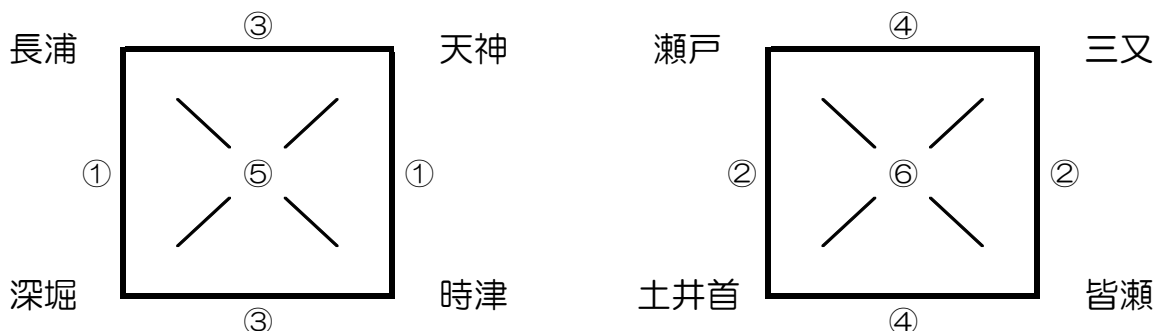 ③ ④
長浦 天神 瀬戸 三又
① ⑤ ① ② ⑥ ②
深堀 時津 土井首 皆瀬
③ ④